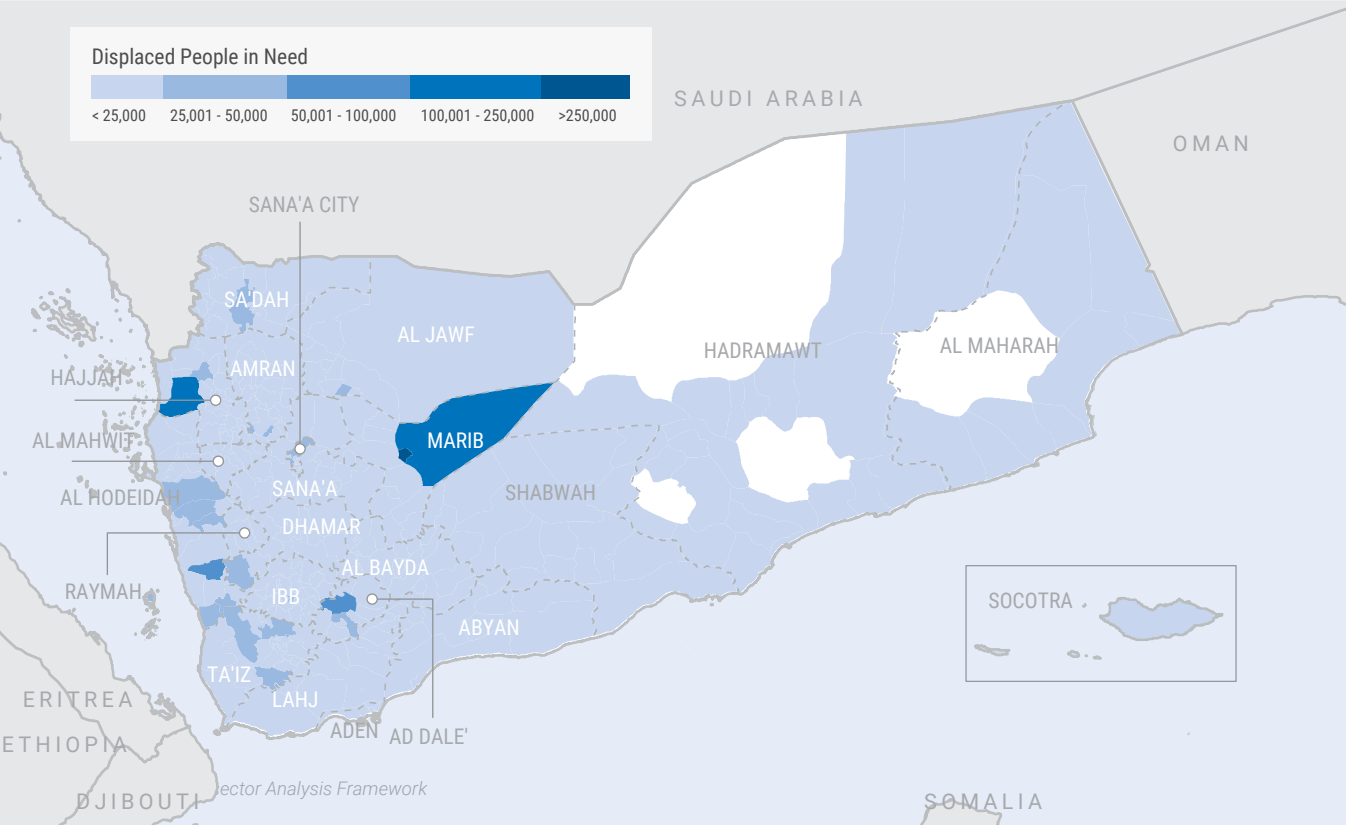 Displaced People in Need
< 25,000
25,001 - 50,000
50,001 - 100,000
100,001 - 250,000
>250,000
SAUDI ARABIA
OMAN
SANA'A CITY
SA'DAH
AL JAWF
HADRAMAWT
AL MAHARAH
AMRAN
HAJJAH
AL MAHWIT
MARIB
AL HODEIDAH
SANA'A
SHABWAH
DHAMAR
AL BAYDA
RAYMAH
IBB
SOCOTRA
ABYAN
TA'IZ
LAHJ
ERITREA
ADEN
AD DALE'
ETHIOPIA
ector Analysis Framework
DJIBOUTI
SOMALIA